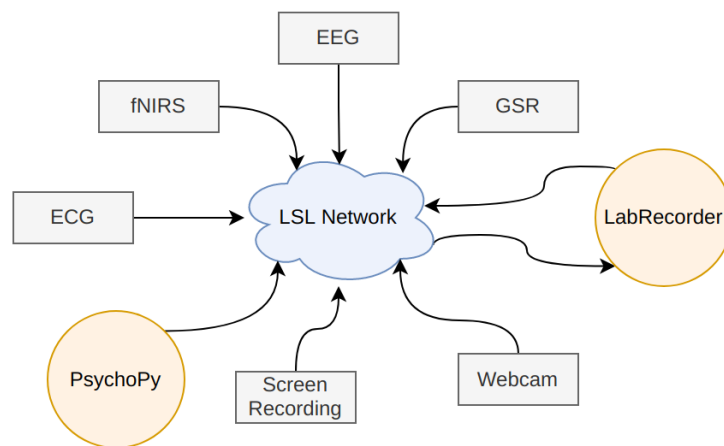 EEG
fNIRS
GSR
ECG
LSL Network
LabRecorder
PsychoPy
Screen
Recording
Webcam